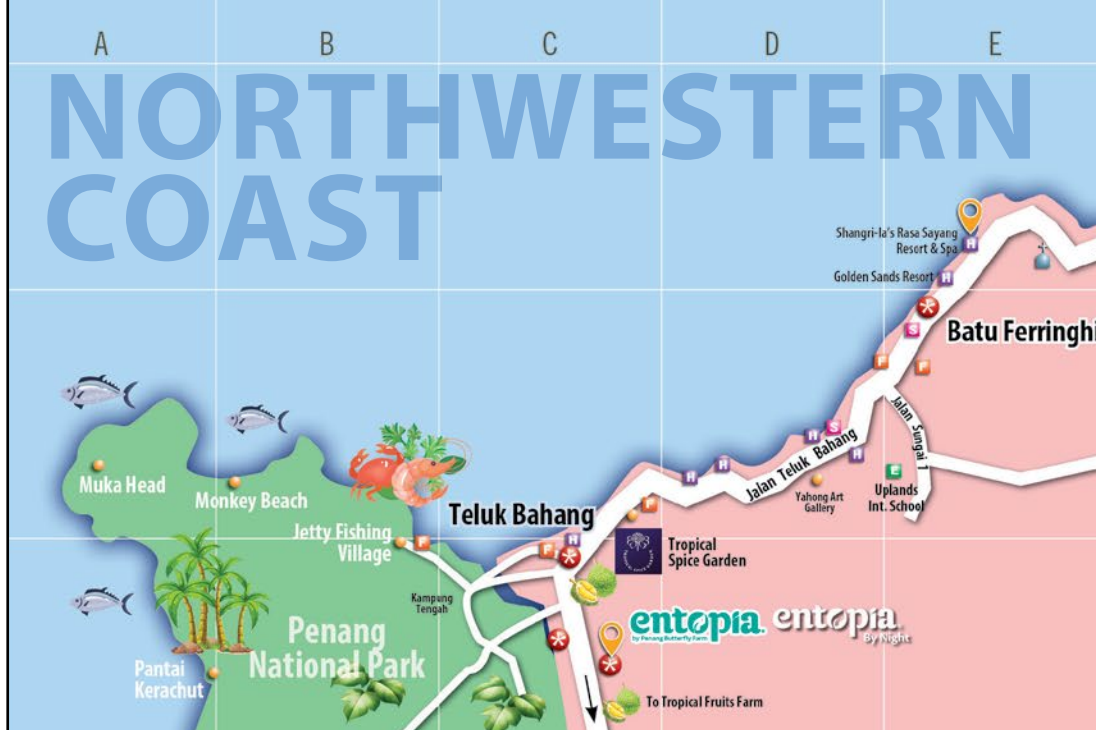 A B C D E
NORTHWESTERN
COAST
Shangri-la's Rasa Sayang
Resort & Spa
H
Golden Sands Resort H
S
Batu Ferringhi
F
F
Jalan Sungai 1
H S
Jalan Teluk Bahang
H
H H
E
Uplands
Int. School
Yahong Art
Gallery
Muka Head
Monkey Beach
Teluk Bahang
F
Jetty Fishing
Village
F
F H
Tropical
Spice Garden
Kampung
Tengah
entopia.
by Penang Butterfly Farm
entopia.
By Night
Penang
National Park
Pantai
Kerachut
To Tropical Fruits Farm